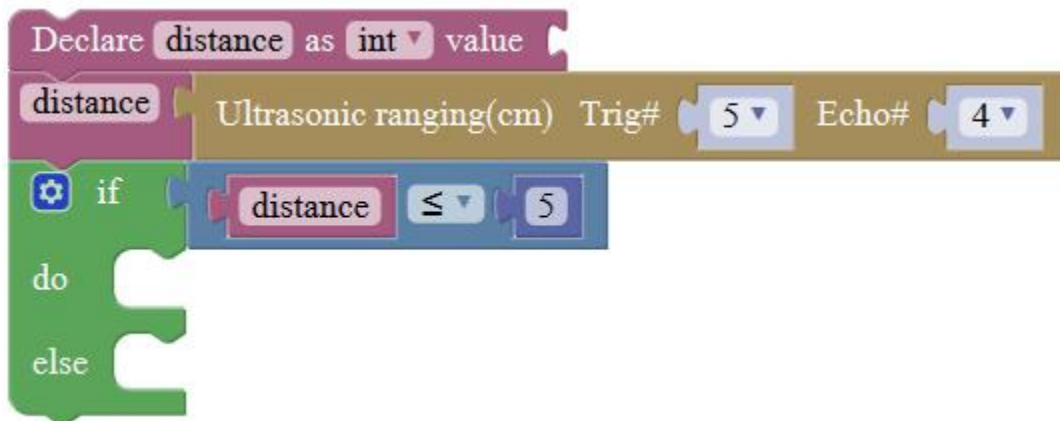 Declare distance as int value
distance Ultrasonic ranging(cm) Trig# 5 Echo# 4
if distance ≤ 5
do
else